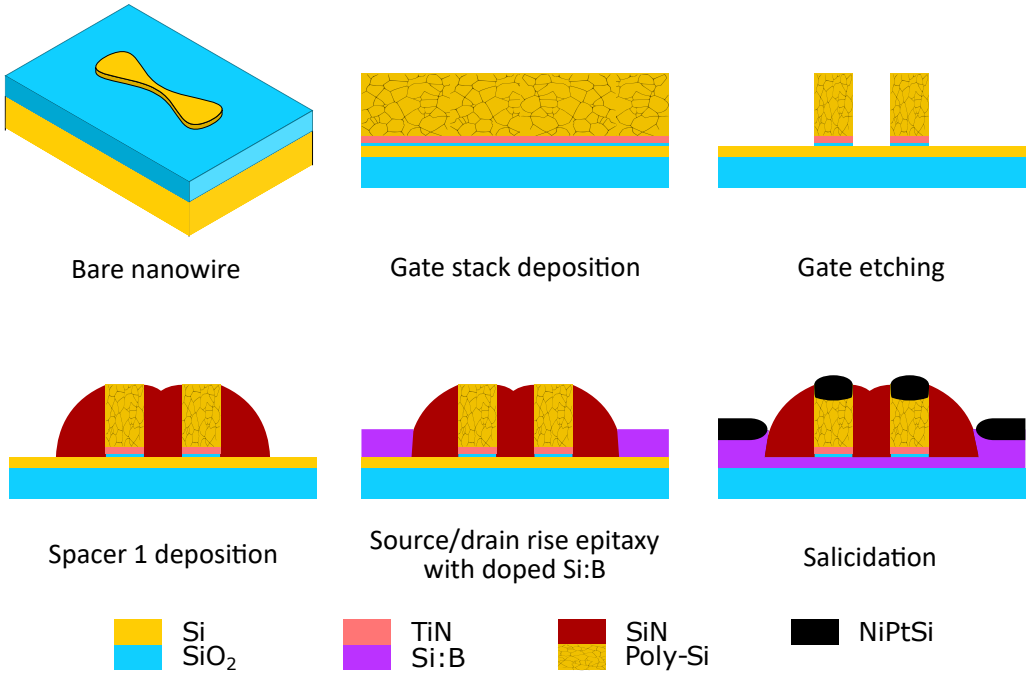 Bare nanowire
Gate stack deposition
Gate etching
Spacer 1 deposition
Source/drain rise epitaxy
with doped Si:B
Salicidation
Si
SiO₂
TiN
Si:B
SiN
Poly-Si
NiPtSi